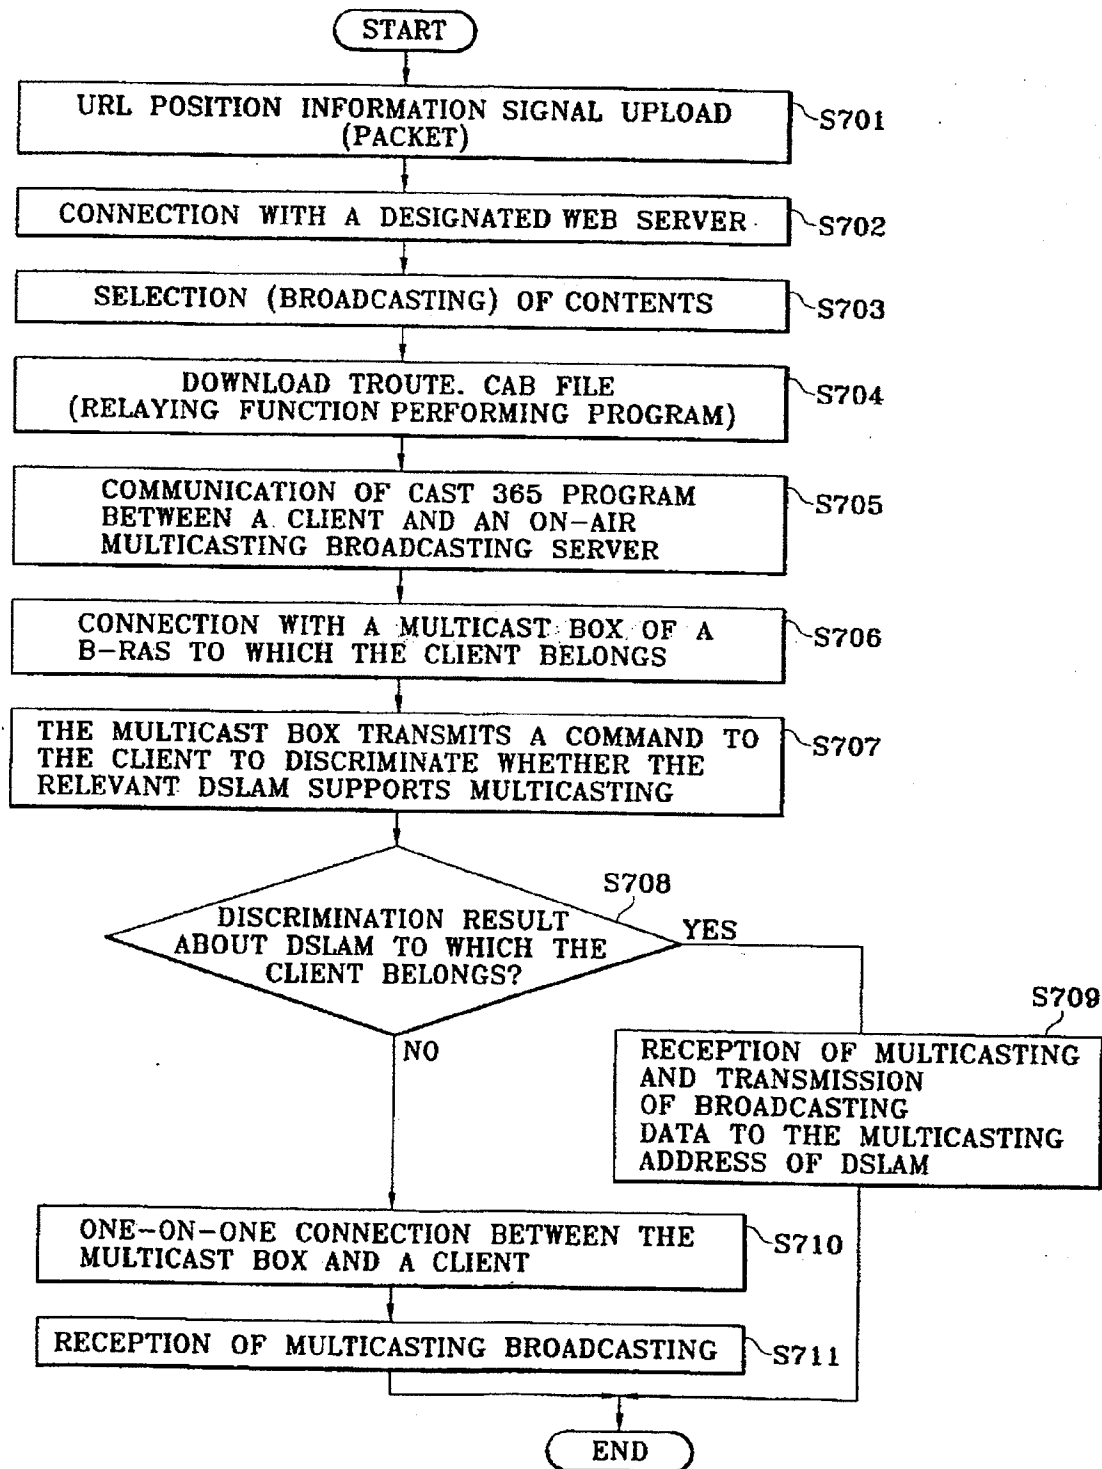 START
URL POSITION INFORMATION SIGNAL UPLOAD
(PACKET)
S701
CONNECTION WITH A DESIGNATED WEB SERVER
S702
SELECTION (BROADCASTING) OF CONTENTS
S703
DOWNLOAD TROUTE. CAB FILE
(RELAYING FUNCTION PERFORMING PROGRAM)
S704
COMMUNICATION OF CAST 365 PROGRAM
BETWEEN A CLIENT AND AN ON-AIR
MULTICASTING BROADCASTING SERVER
S705
CONNECTION WITH A MULTICAST BOX OF A
B-RAS TO WHICH THE CLIENT BELONGS
S706
THE MULTICAST BOX TRANSMITS A COMMAND TO
THE CLIENT TO DISCRIMINATE WHETHER THE
RELEVANT DSLAM SUPPORTS MULTICASTING
S707
S708
DISCRIMINATION RESULT
ABOUT DSLAM TO WHICH THE
CLIENT BELONGS?
YES
NO
S709
RECEPTION OF MULTICASTING
AND TRANSMISSION
OF BROADCASTING
DATA TO THE MULTICASTING
ADDRESS OF DSLAM
ONE-ON-ONE CONNECTION BETWEEN THE
MULTICAST BOX AND A CLIENT
S710
RECEPTION OF MULTICASTING BROADCASTING
S711
END